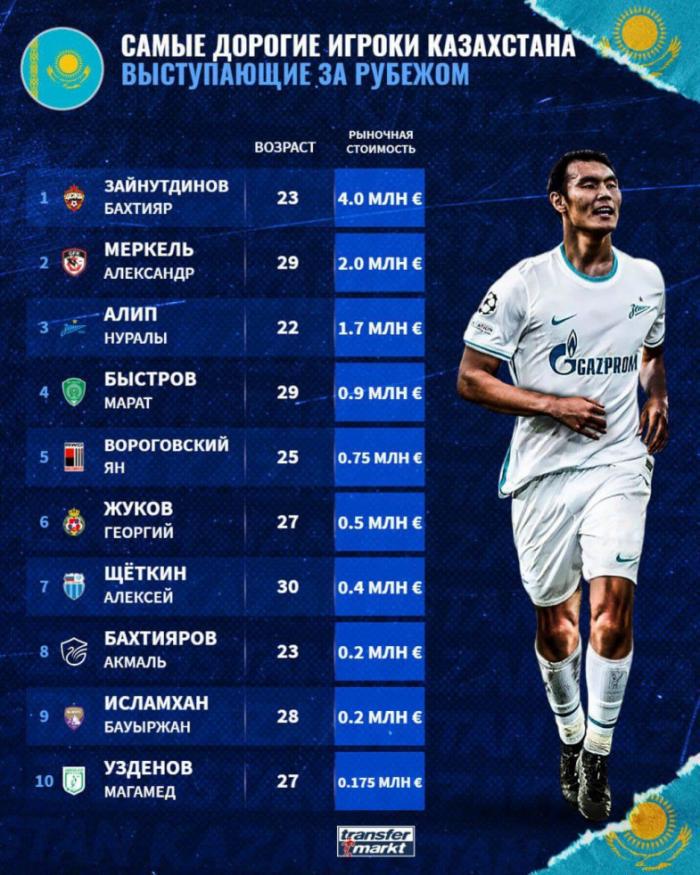 САМЫЕ ДОРОГИЕ ИГРОКИ КАЗАХСТАНА
ВЫСТУПАЮЩИЕ ЗА РУБЕЖОМ
ВОЗРАСТ
РЫНОЧНАЯ
СТОИМОСТЬ
1 ЗАЙНУТДИНОВ
БАХТИЯР
23 4.0 МЛН €
2 МЕРКЕЛЬ
АЛЕКСАНДР
29 2.0 МЛН €
3 АЛИП
НУРАЛЫ
22 1.7 МЛН €
4 БЫСТРОВ
МАРАТ
29 0.9 МЛН €
5 ВОРОГОВСКИЙ
ЯН
25 0.75 МЛН €
6 ЖУКОВ
ГЕОРГИЙ
27 0.5 МЛН €
7 ЩЁТКИН
АЛЕКСЕЙ
30 0.4 МЛН €
8 БАХТИЯРОВ
АКМАЛЬ
23 0.2 МЛН €
9 ИСЛАМХАН
БАУЫРЖАН
28 0.2 МЛН €
10 УЗДЕНОВ
МАГАМЕД
27 0.175 МЛН €
GAZPROM
transfer
markt